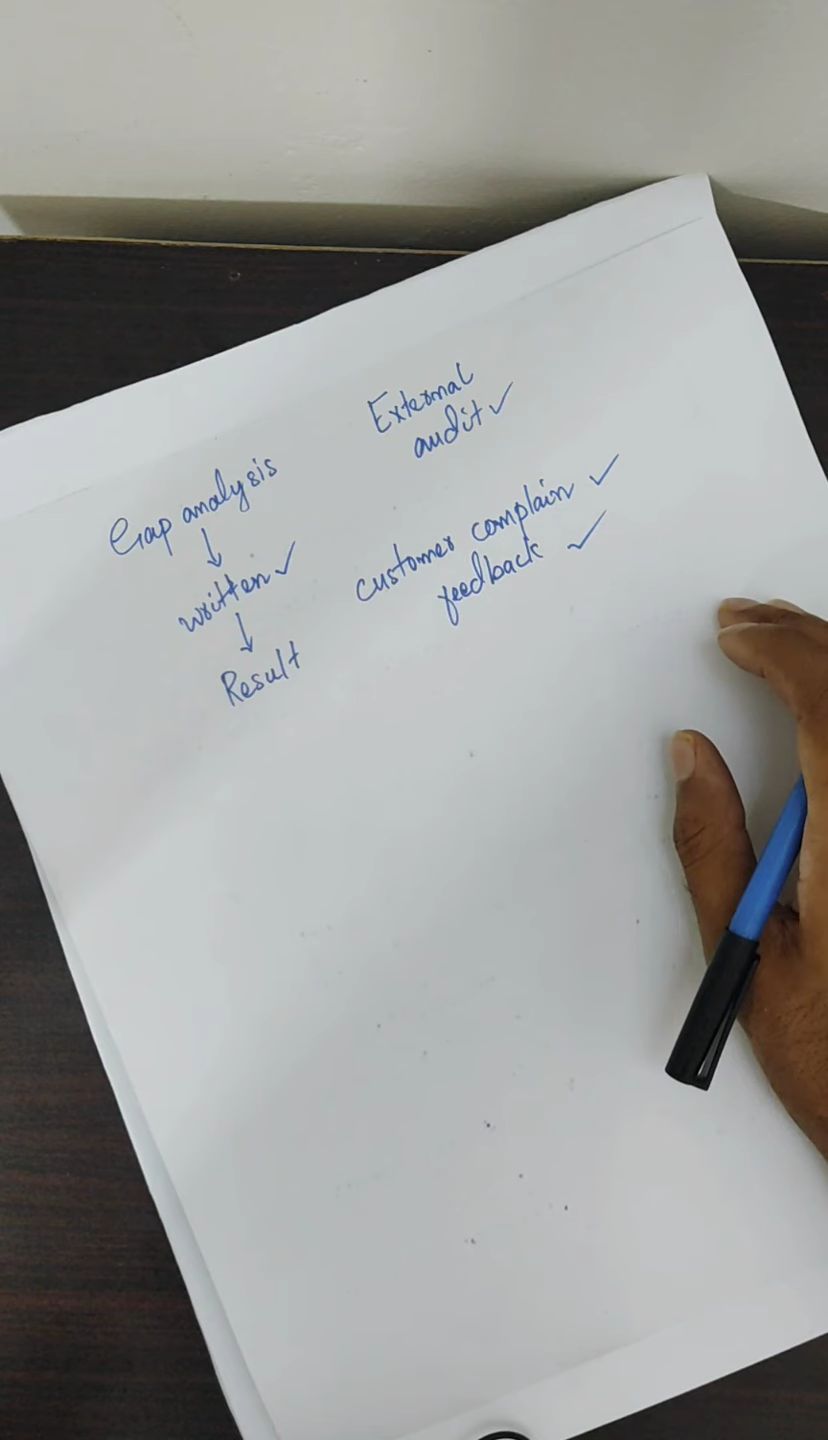 Gap analysis
↓
written ✓
↓
Result
External
audit ✓
customer complain ✓
feedback ✓